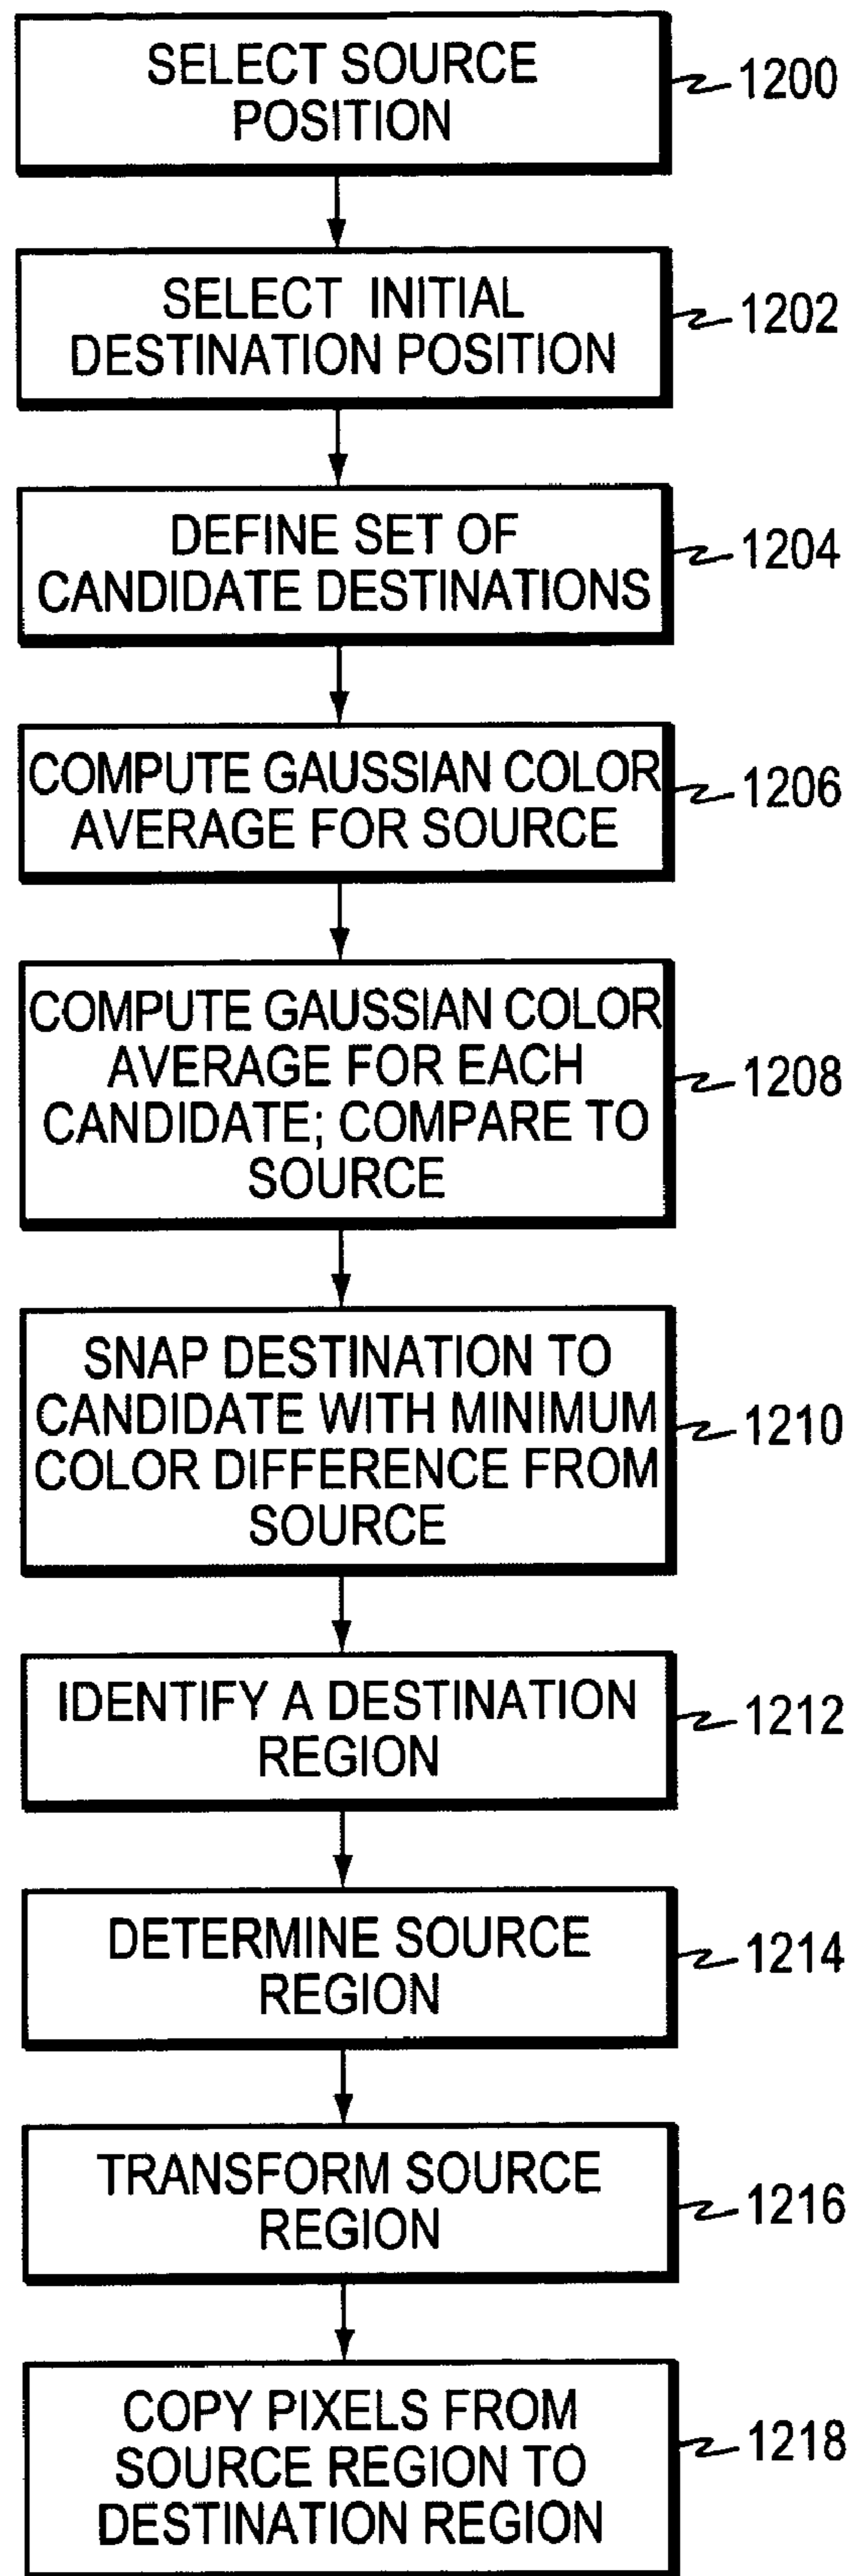 SELECT SOURCE
POSITION
1200
SELECT INITIAL
DESTINATION POSITION
1202
DEFINE SET OF
CANDIDATE DESTINATIONS
1204
COMPUTE GAUSSIAN COLOR
AVERAGE FOR SOURCE
1206
COMPUTE GAUSSIAN COLOR
AVERAGE FOR EACH
CANDIDATE; COMPARE TO
SOURCE
1208
SNAP DESTINATION TO
CANDIDATE WITH MINIMUM
COLOR DIFFERENCE FROM
SOURCE
1210
IDENTIFY A DESTINATION
REGION
1212
DETERMINE SOURCE
REGION
1214
TRANSFORM SOURCE
REGION
1216
COPY PIXELS FROM
SOURCE REGION TO
DESTINATION REGION
1218